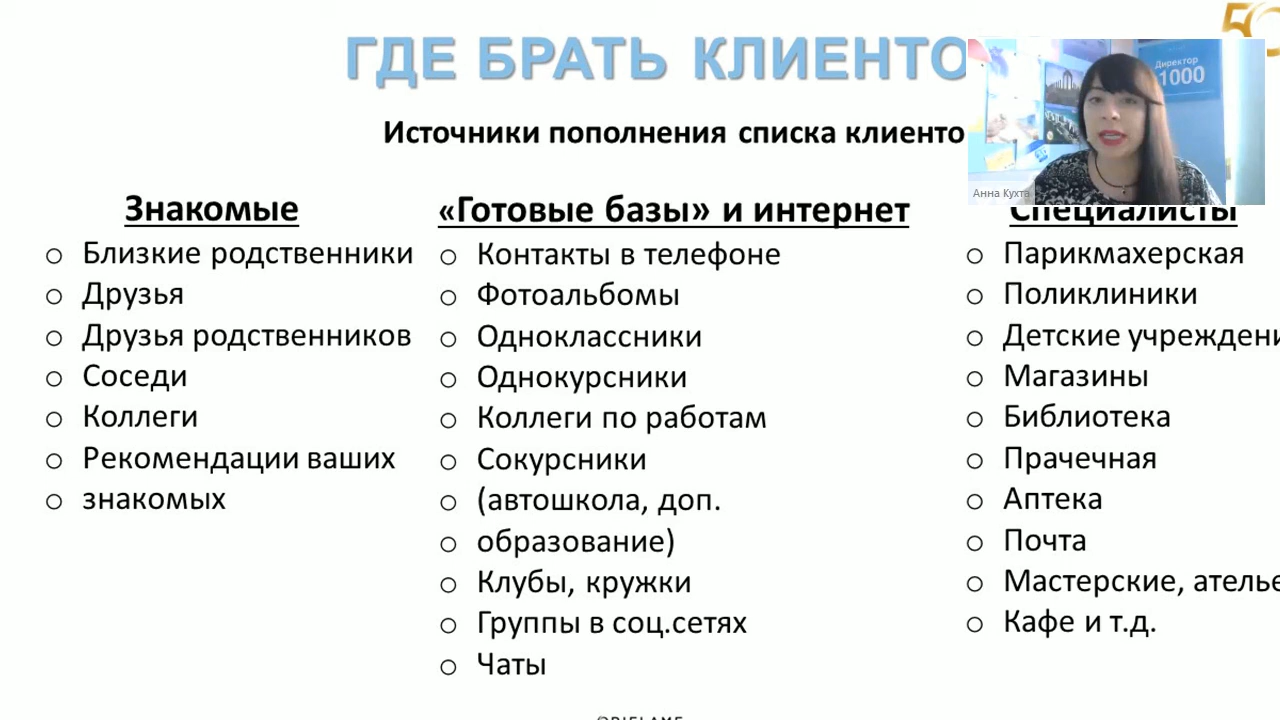 ГДЕ БРАТЬ КЛИЕНТО
50
Директор
1000
Анна Кухта
Источники пополнения списка клиенто
Знакомые
Близкие родственники
Друзья
Друзья родственников
Соседи
Коллеги
Рекомендации ваших
знакомых
«Готовые базы» и интернет
Контакты в телефоне
Фотоальбомы
Одноклассники
Однокурсники
Коллеги по работам
Сокурсники
(автошкола, доп.
образование)
Клубы, кружки
Группы в соц.сетях
Чаты
Специалисты
Парикмахерская
Поликлиники
Детские учреждени
Магазины
Библиотека
Прачечная
Аптека
Почта
Мастерские, ателье
Кафе и т.д.
ORIFLAME